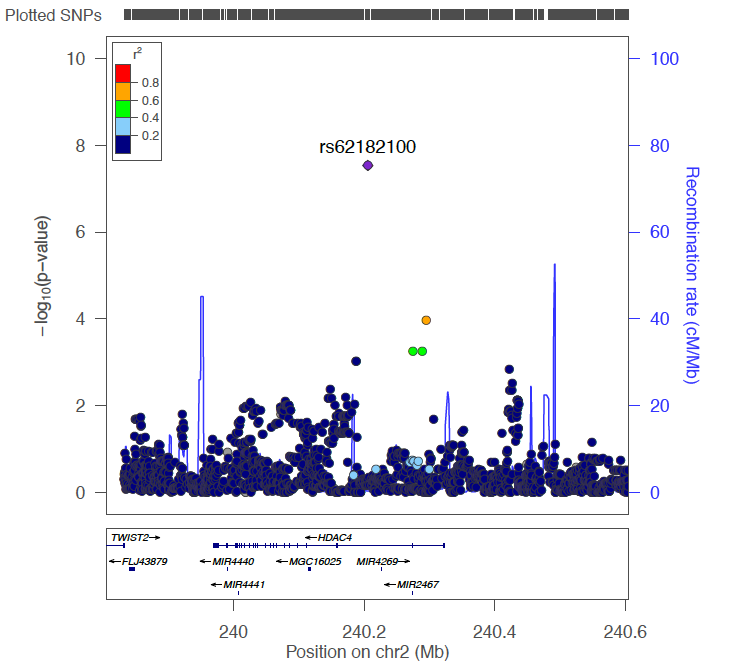 Plotted SNPs
r²
0.8
0.6
0.4
0.2
rs62182100
10
8
6
4
2
0
−log10(p−value)
100
80
60
40
20
0
Recombination rate (cM/Mb)
TWIST2→
←HDAC4
←FLJ43879
←MIR4440
←MGC16025
MIR4269→
←MIR4441
←MIR2467
240
240.2
240.4
240.6
Position on chr2 (Mb)